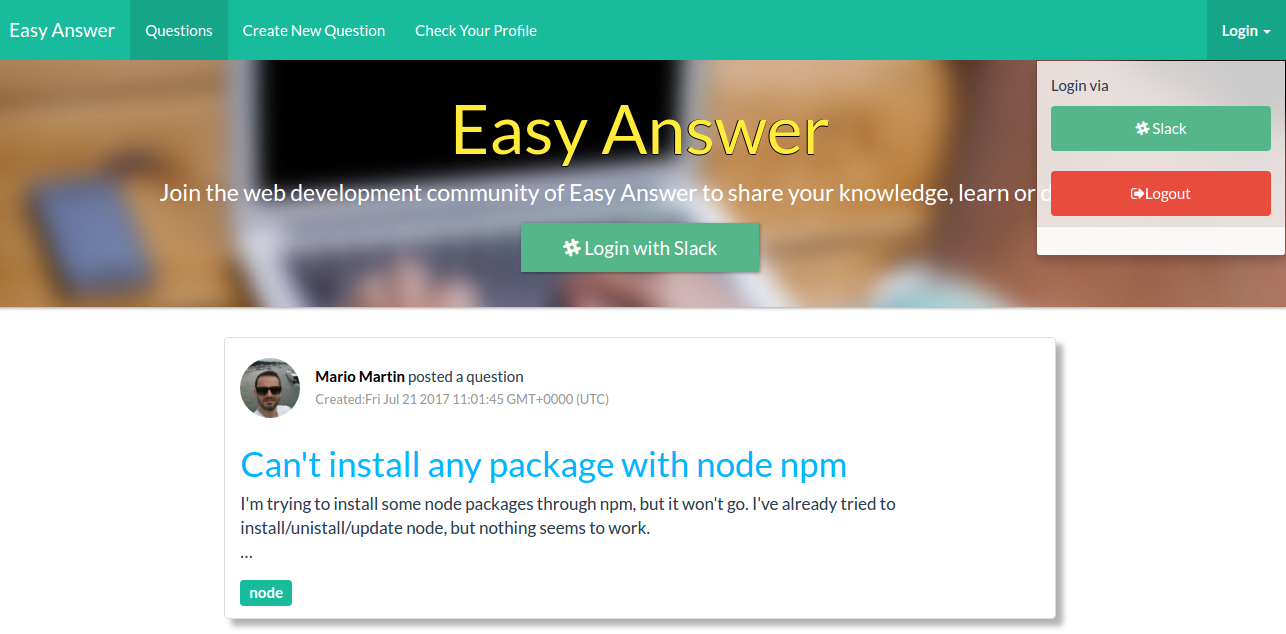 Easy Answer
Questions
Create New Question
Check Your Profile
Login
Login via
Slack
Logout
Easy Answer
Join the web development community of Easy Answer to share your knowledge, learn or
Login with Slack
Mario Martin posted a question
Created:Fri Jul 21 2017 11:01:45 GMT+0000 (UTC)
Can't install any package with node npm
I'm trying to install some node packages through npm, but it won't go. I've already tried to
install/unistall/update node, but nothing seems to work.
...
node